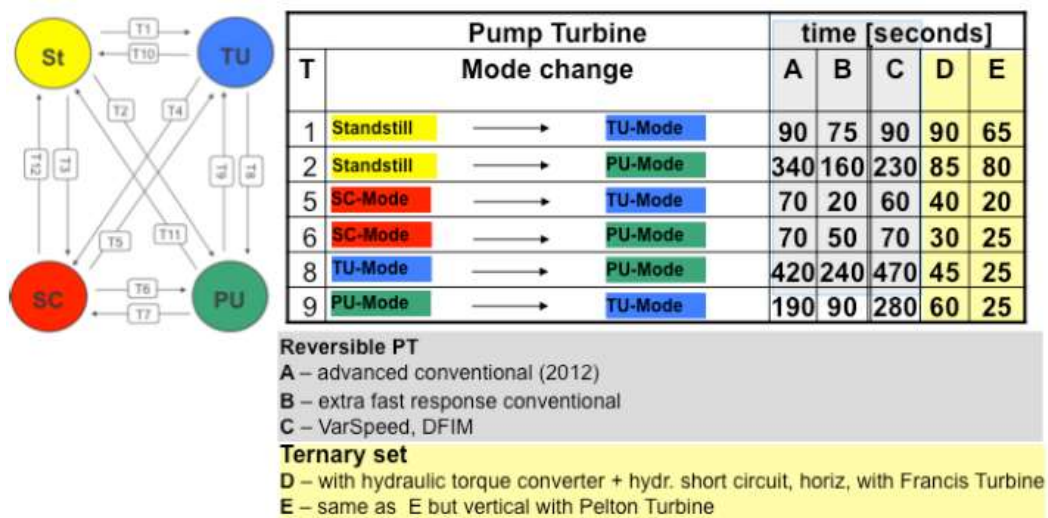 St
T1
T10
TU
T2
T4
T12
T3
T9
T8
T5
T11
SC
T6
T7
PU
Pump Turbine time [seconds]
T Mode change A B C D E
1 Standstill TU-Mode 90 75 90 90 65
2 Standstill PU-Mode 340 160 230 85 80
5 SC-Mode TU-Mode 70 20 60 40 20
6 SC-Mode PU-Mode 70 50 70 30 25
8 TU-Mode PU-Mode 420 240 470 45 25
9 PU-Mode TU-Mode 190 90 280 60 25
Reversible PT
A – advanced conventional (2012)
B – extra fast response conventional
C – VarSpeed, DFIM
Ternary set
D – with hydraulic torque converter + hydr. short circuit, horiz, with Francis Turbine
E – same as E but vertical with Pelton Turbine